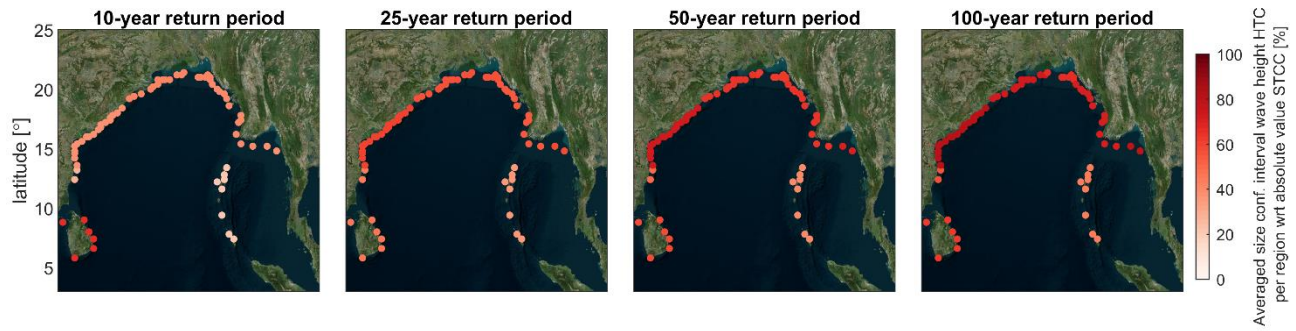 10-year return period
25-year return period
50-year return period
100-year return period
latitude [°]
25
20
15
10
5
100
80
60
40
20
0
Averaged size conf. interval wave height HTC
per region wrt absolute value STCC [%]